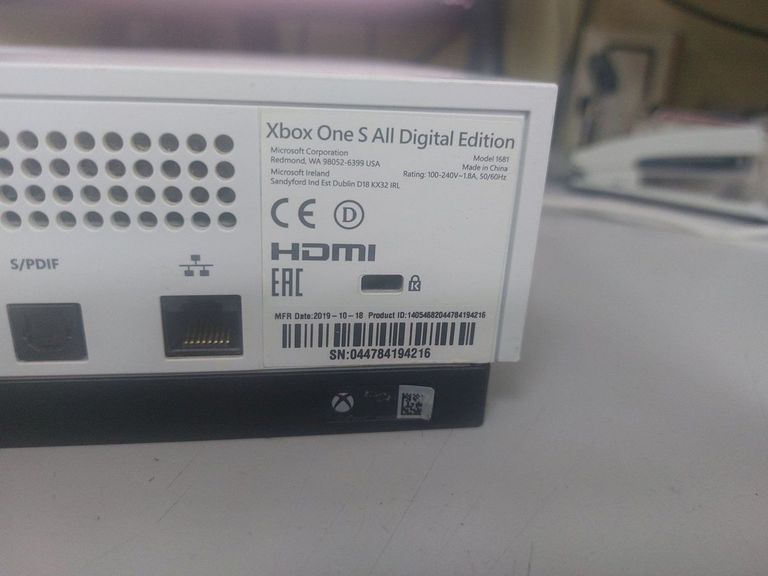 Xbox One S All Digital Edition
Microsoft Corporation
Redmond, WA 98052-6399 USA
Model 1681
Made in China
Microsoft Ireland
Rating: 100-240V~1.8A, 50/60Hz
Sandyford Ind Est Dublin D18 KX32 IRL
CE D
HDMI
S/PDIF
EAC
K
MFR Date:2019-10-18 Product ID:14054682044784194216
SN:044784194216